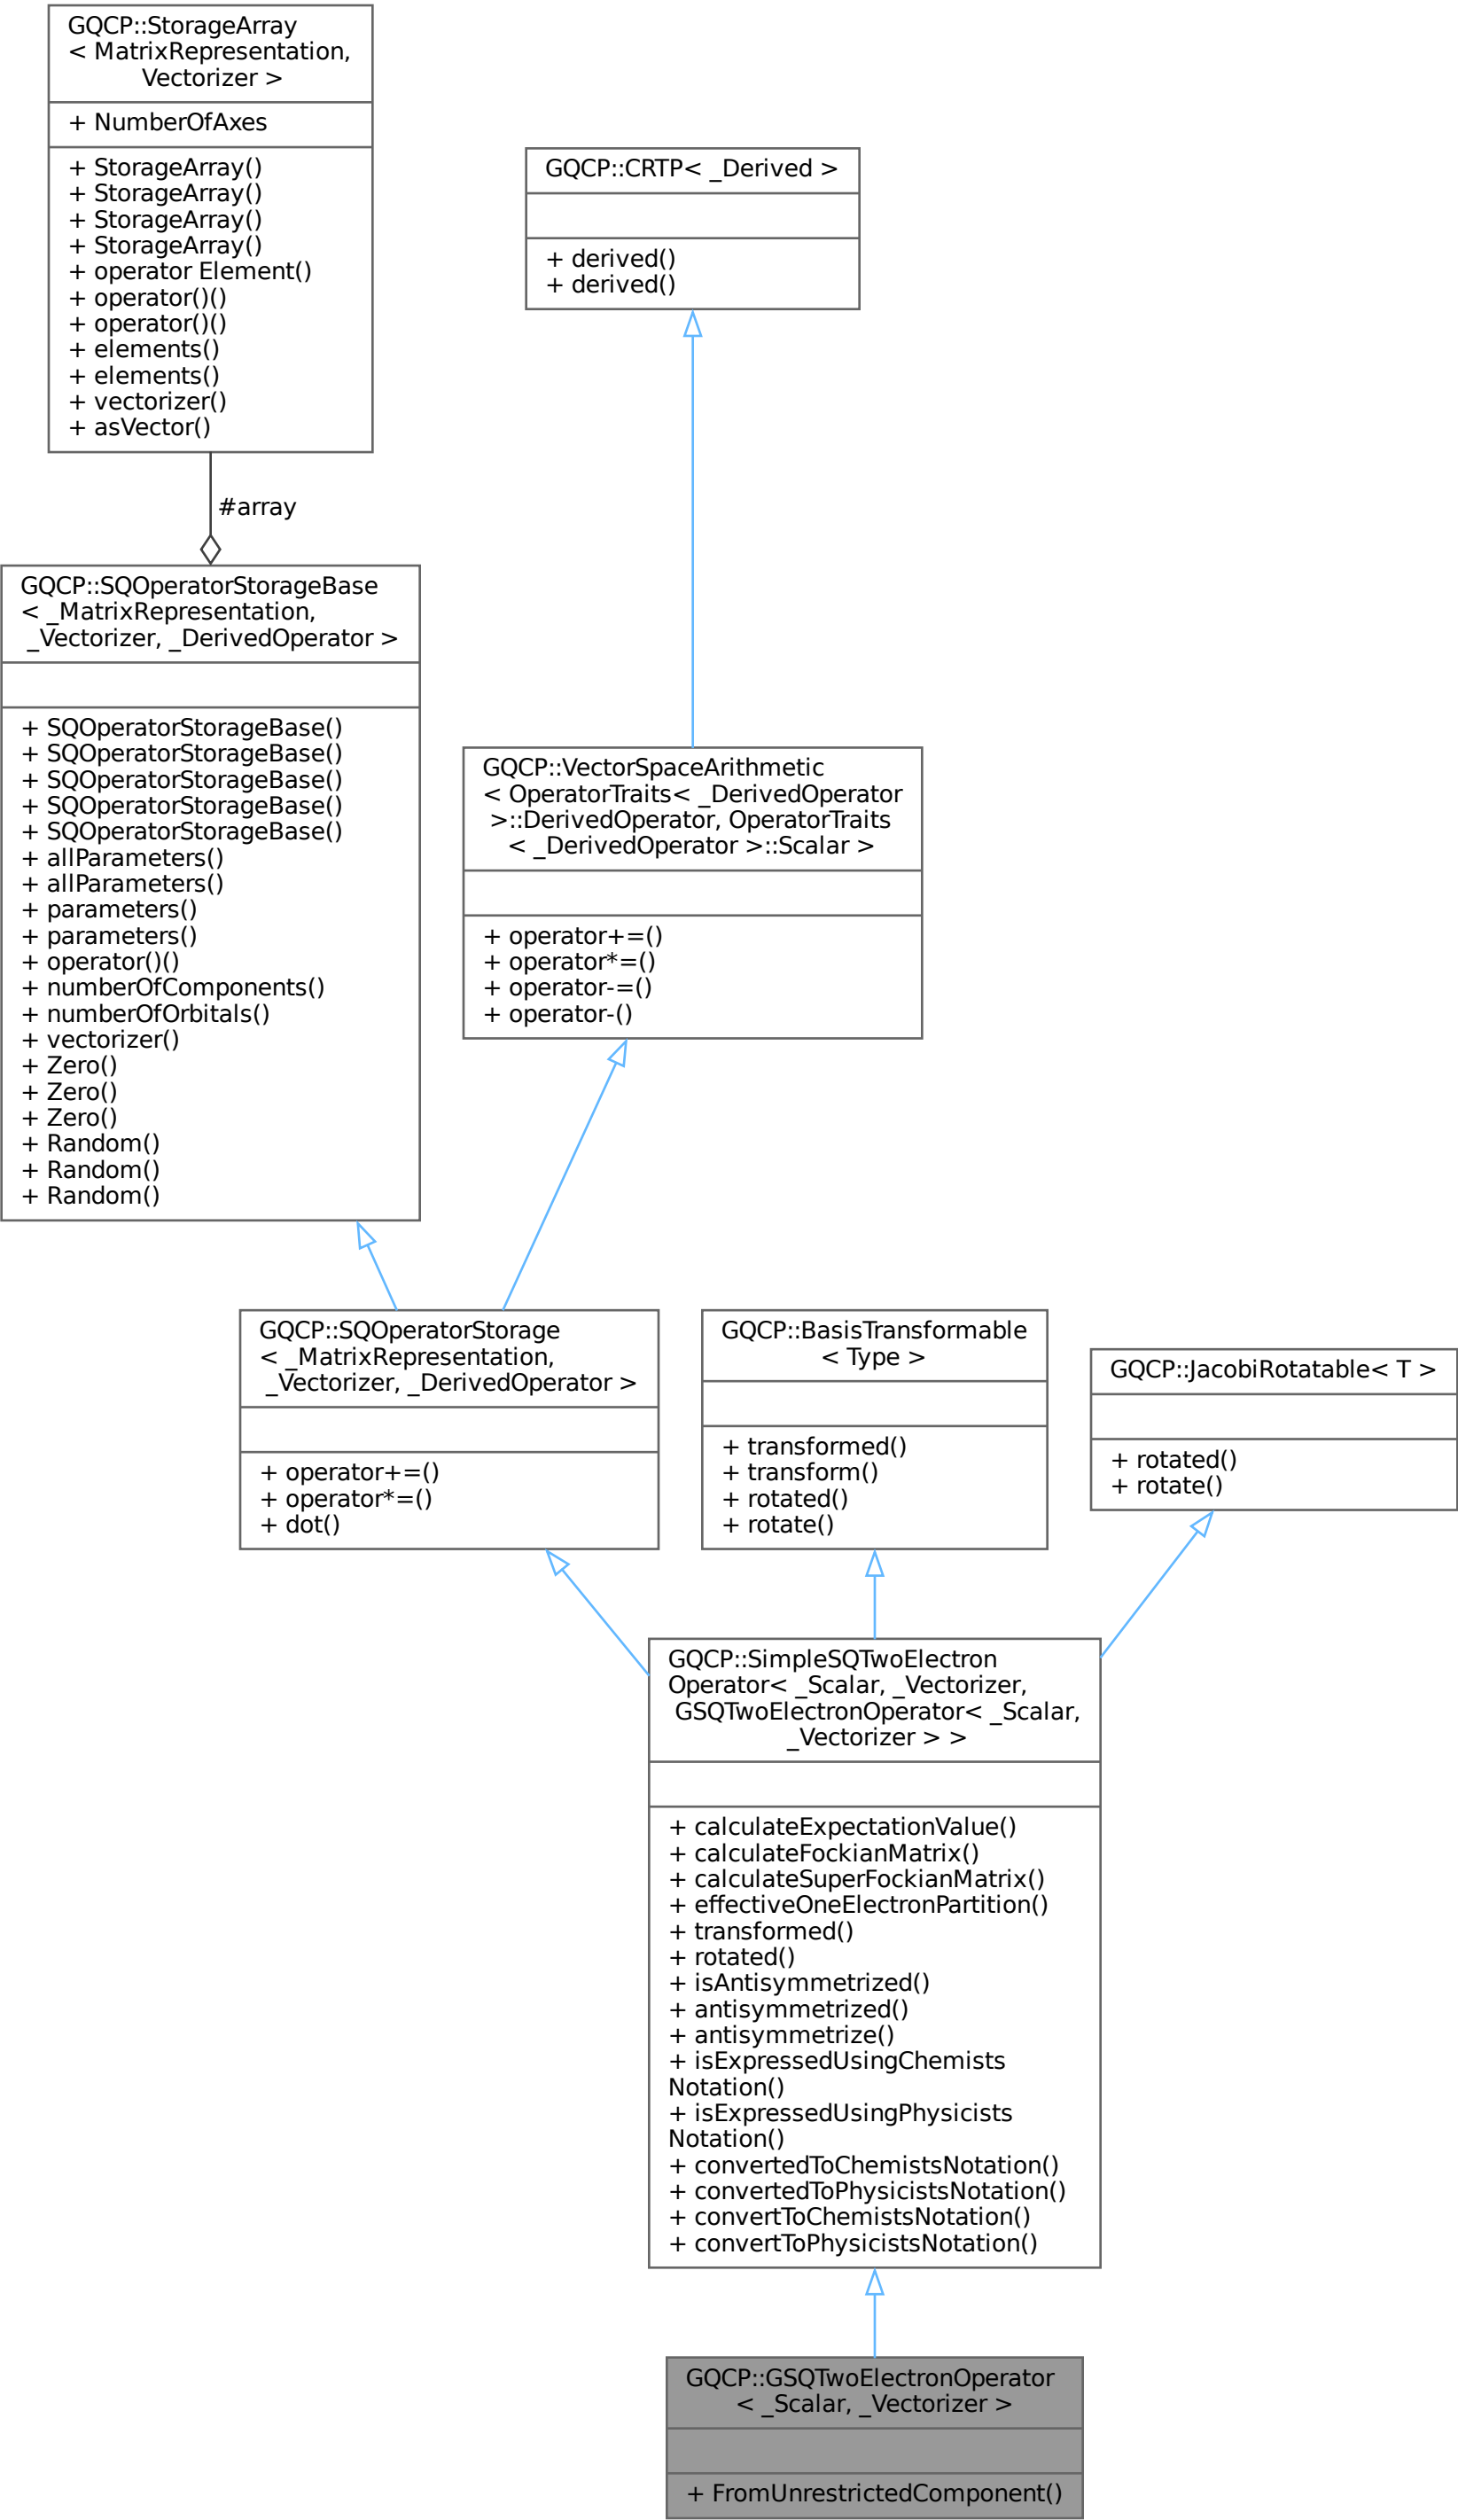 GQCP::StorageArray
< MatrixRepresentation,
Vectorizer >
+ NumberOfAxes
+ StorageArray()
+ StorageArray()
+ StorageArray()
+ StorageArray()
+ operator Element()
+ operator()()
+ operator()()
+ elements()
+ elements()
+ vectorizer()
+ asVector()
GQCP::CRTP< _Derived >
+ derived()
+ derived()
#array
GQCP::SQOperatorStorageBase
< _MatrixRepresentation,
_Vectorizer, _DerivedOperator >
+ SQOperatorStorageBase()
+ SQOperatorStorageBase()
+ SQOperatorStorageBase()
+ SQOperatorStorageBase()
+ SQOperatorStorageBase()
+ allParameters()
+ allParameters()
+ parameters()
+ parameters()
+ operator()()
+ numberOfComponents()
+ numberOfOrbitals()
+ vectorizer()
+ Zero()
+ Zero()
+ Zero()
+ Random()
+ Random()
+ Random()
GQCP::VectorSpaceArithmetic
< OperatorTraits< _DerivedOperator
>::DerivedOperator, OperatorTraits
< _DerivedOperator >::Scalar >
+ operator+=()
+ operator*=()
+ operator-=()
+ operator-()
GQCP::SQOperatorStorage
< _MatrixRepresentation,
_Vectorizer, _DerivedOperator >
+ operator+=()
+ operator*=()
+ dot()
GQCP::BasisTransformable
< Type >
+ transformed()
+ transform()
+ rotated()
+ rotate()
GQCP::JacobiRotatable< T >
+ rotated()
+ rotate()
GQCP::SimpleSQTwoElectron
Operator< _Scalar, _Vectorizer,
GSQTwoElectronOperator< _Scalar,
_Vectorizer > >
+ calculateExpectationValue()
+ calculateFockianMatrix()
+ calculateSuperFockianMatrix()
+ effectiveOneElectronPartition()
+ transformed()
+ rotated()
+ isAntisymmetrized()
+ antisymmetrized()
+ antisymmetrize()
+ isExpressedUsingChemists
Notation()
+ isExpressedUsingPhysicists
Notation()
+ convertedToChemistsNotation()
+ convertedToPhysicistsNotation()
+ convertToChemistsNotation()
+ convertToPhysicistsNotation()
GQCP::GSQTwoElectronOperator
< _Scalar, _Vectorizer >
+ FromUnrestrictedComponent()